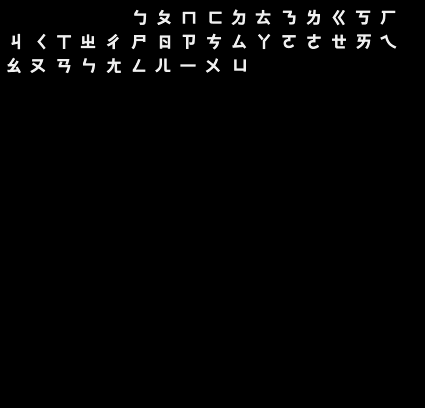 ㄅㄆㄇㄈㄉㄊㄋㄌㄍㄎㄏ
ㄐㄑㄒㄓㄔㄕㄖㄗㄘㄙㄚㄛㄜㄝㄞㄟ
ㄠㄡㄢㄣㄤㄥㄦㄧㄨㄩ